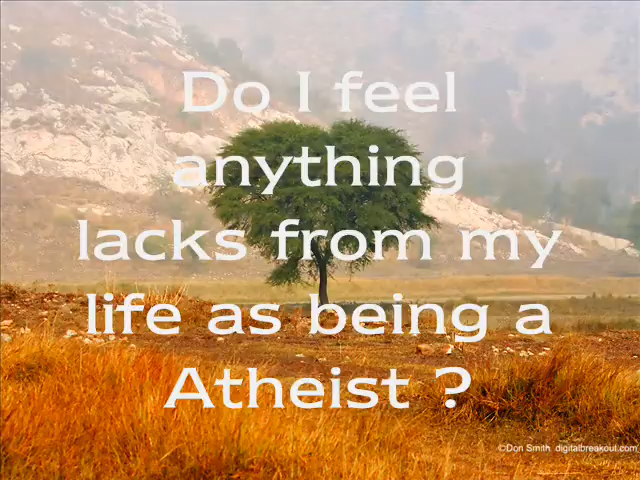 Do I feel
anything
lacks from my
life as being a
Atheist ?
©Don Smith digitalbreakout.com